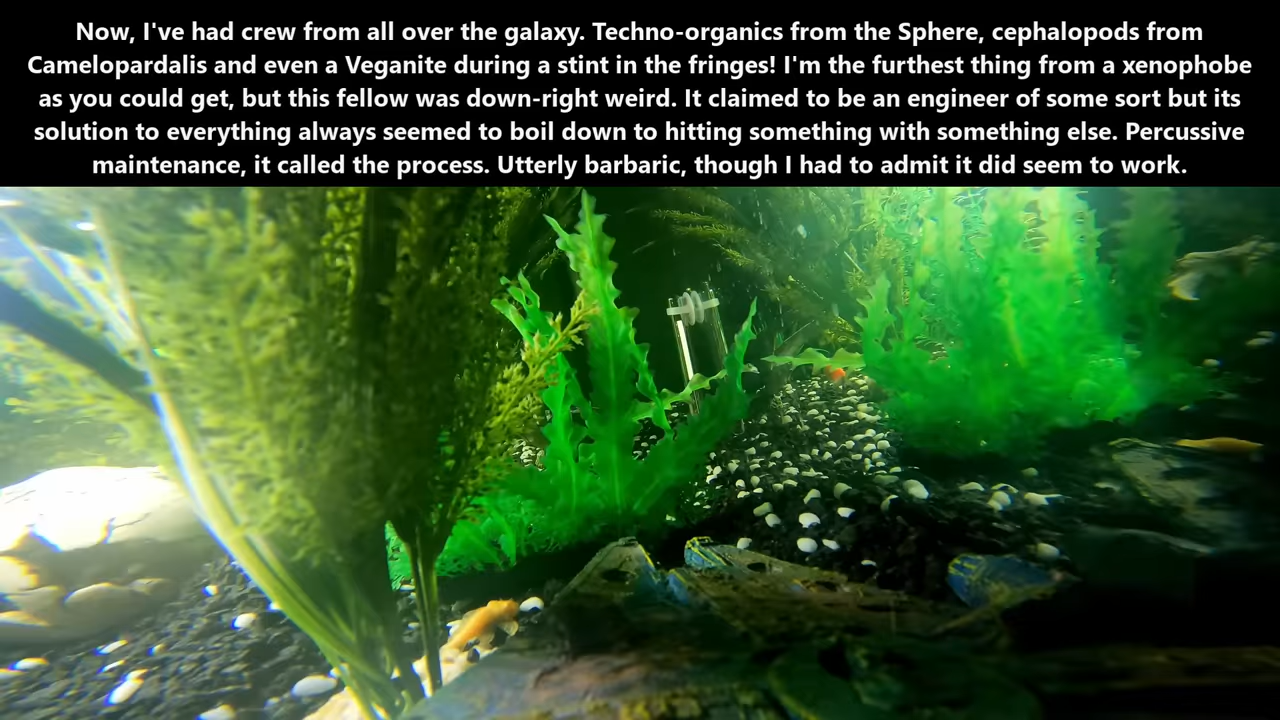 Now, I've had crew from all over the galaxy. Techno-organics from the Sphere, cephalopods from
Camelopardalis and even a Veganite during a stint in the fringes! I'm the furthest thing from a xenophobe
as you could get, but this fellow was down-right weird. It claimed to be an engineer of some sort but its
solution to everything always seemed to boil down to hitting something with something else. Percussive
maintenance, it called the process. Utterly barbaric, though I had to admit it did seem to work.